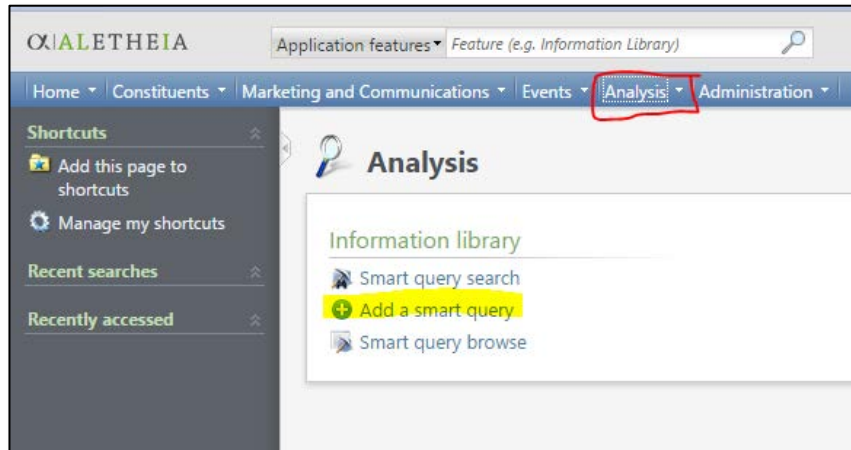 α|ALETHEIA
Application features Feature (e.g. Information Library)
Home Constituents Marketing and Communications Events Analysis Administration
Shortcuts
Add this page to
shortcuts
Manage my shortcuts
Recent searches
Recently accessed
Analysis
Information library
Smart query search
Add a smart query
Smart query browse